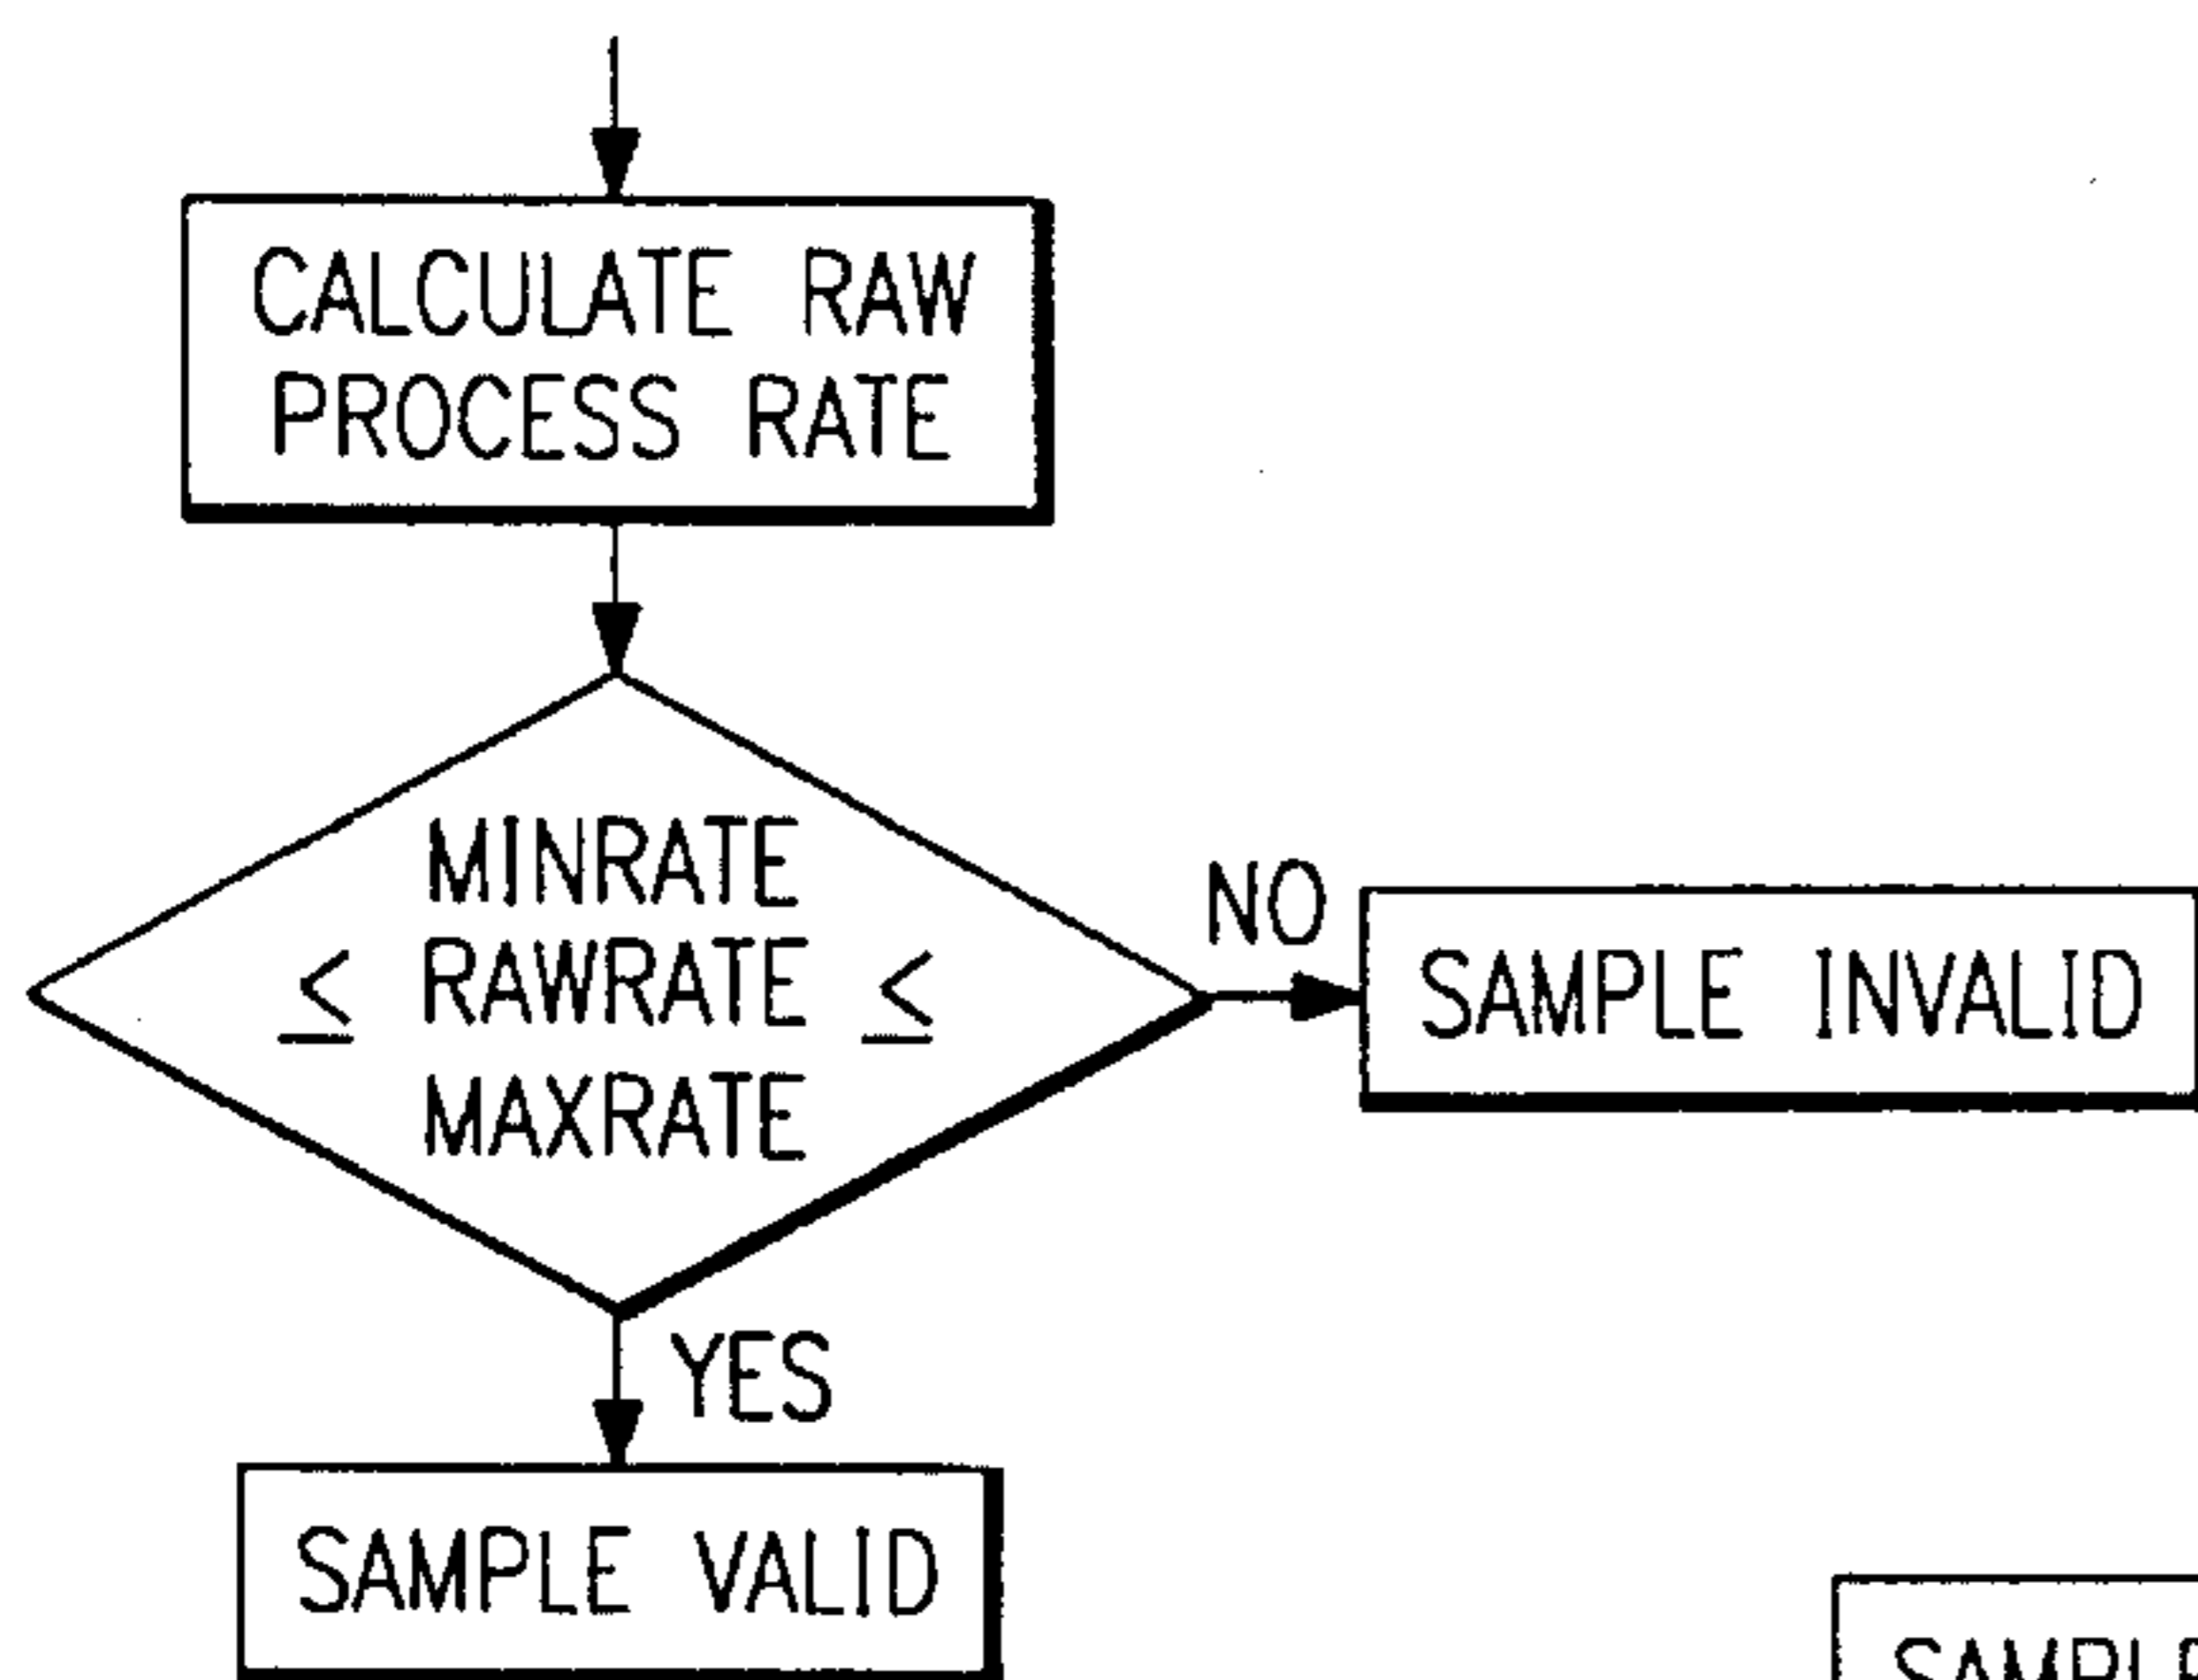 CALCULATE RAW
PROCESS RATE
MINRATE
≤ RAWRATE ≤
MAXRATE
NO
SAMPLE INVALID
YES
SAMPLE VALID